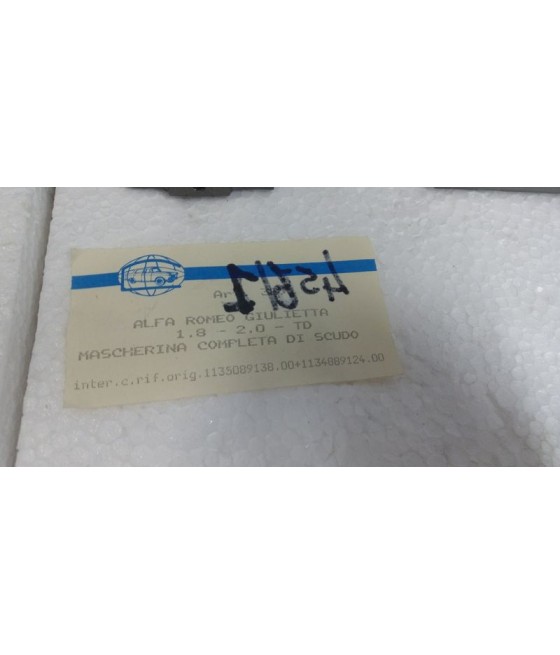 Ar
ALFA ROMEO GIULIETTA
1.8 - 2.0 - TD
MASCHERINA COMPLETA DI SCUDO
inter.c.rif.orig.1135089138.00+1134089124.00